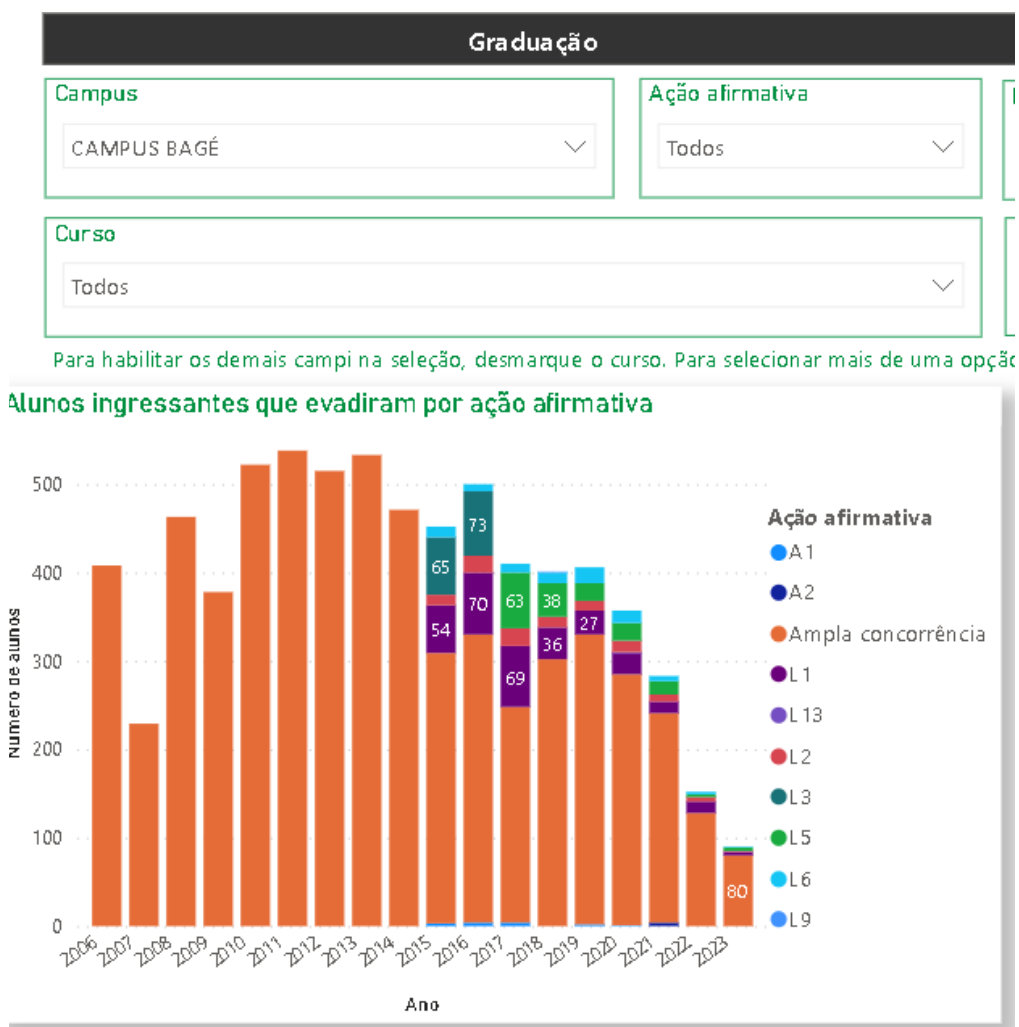 Graduação
Campus
Ação afirmativa
CAMPUS BAGÉ
Todos
Curso
Todos
Para habilitar os demais campi na seleção, desmarque o curso. Para selecionar mais de uma opção
Alunos ingressantes que evadiram por ação afirmativa
Número de alunos
500
400
300
200
100
0
65
54
73
70
63
69
38
36
27
80
2006
2007
2008
2009
2010
2011
2012
2013
2014
2015
2016
2017
2018
2019
2020
2021
2022
2023
Ano
Ação afirmativa
A1
A2
Ampla concorrência
L1
L13
L2
L3
L5
L6
L9